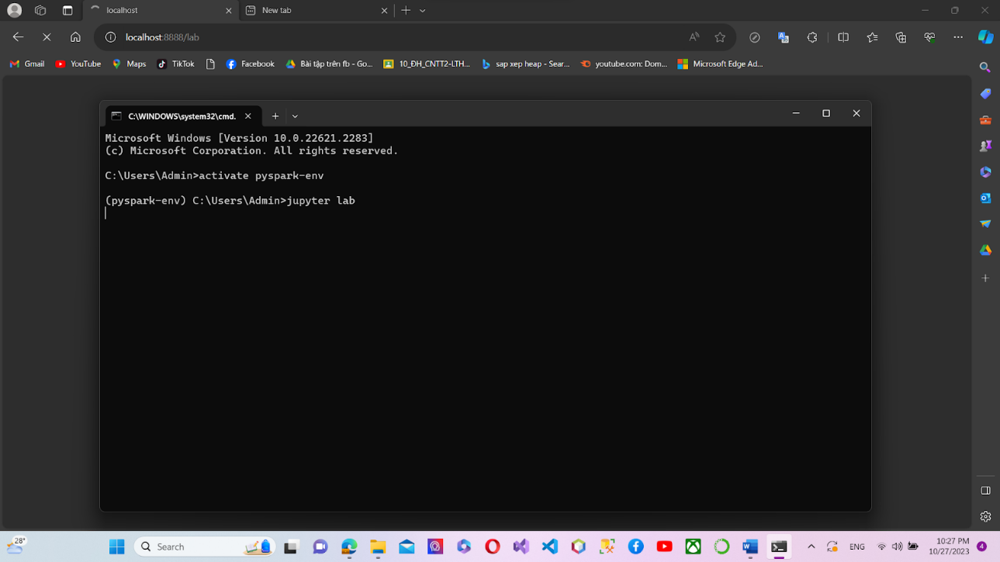 localhost
New tab
localhost:8888/lab
Gmail
YouTube
Maps
TikTok
Facebook
Bài tập trên fb - Go...
10_ĐH_CNTT2-LTH...
sap xep heap - Sear...
youtube.com: Dom...
Microsoft Edge Ad...
C:\WINDOWS\system32\cmd.
Microsoft Windows [Version 10.0.22621.2283]
(c) Microsoft Corporation. All rights reserved.
C:\Users\Admin>activate pyspark-env
(pyspark-env) C:\Users\Admin>jupyter lab
28°
Search
ENG
10:27 PM
10/27/2023
4